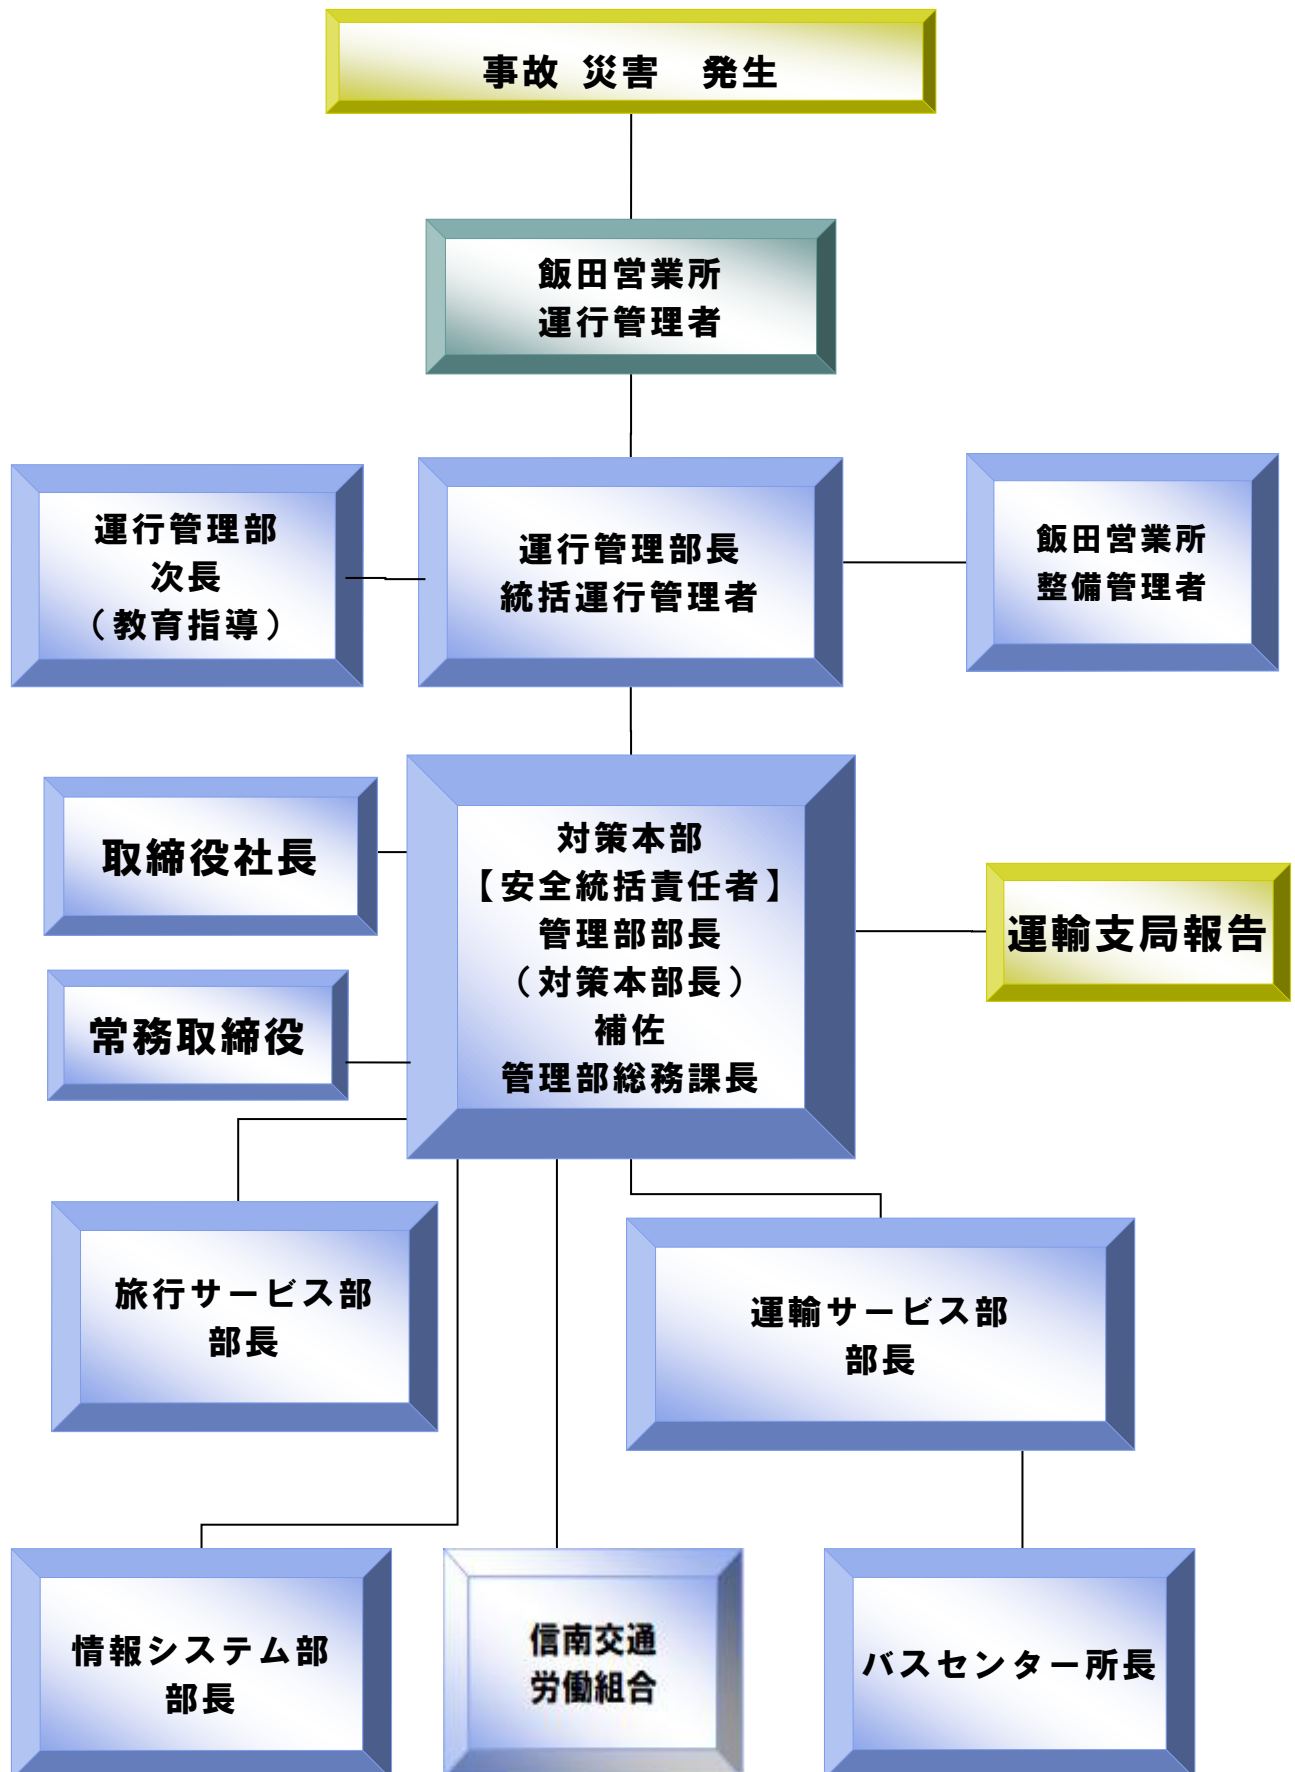 事故 災害　発生
飯田営業所
運行管理者
運行管理部
次長
（教育指導）
運行管理部長
統括運行管理者
飯田営業所
整備管理者
取締役社長
常務取締役
対策本部
【安全統括責任者】
管理部部長
（対策本部長）
補佐
管理部総務課長
運輸支局報告
旅行サービス部
部長
運輸サービス部
部長
情報システム部
部長
信南交通
労働組合
バスセンター所長